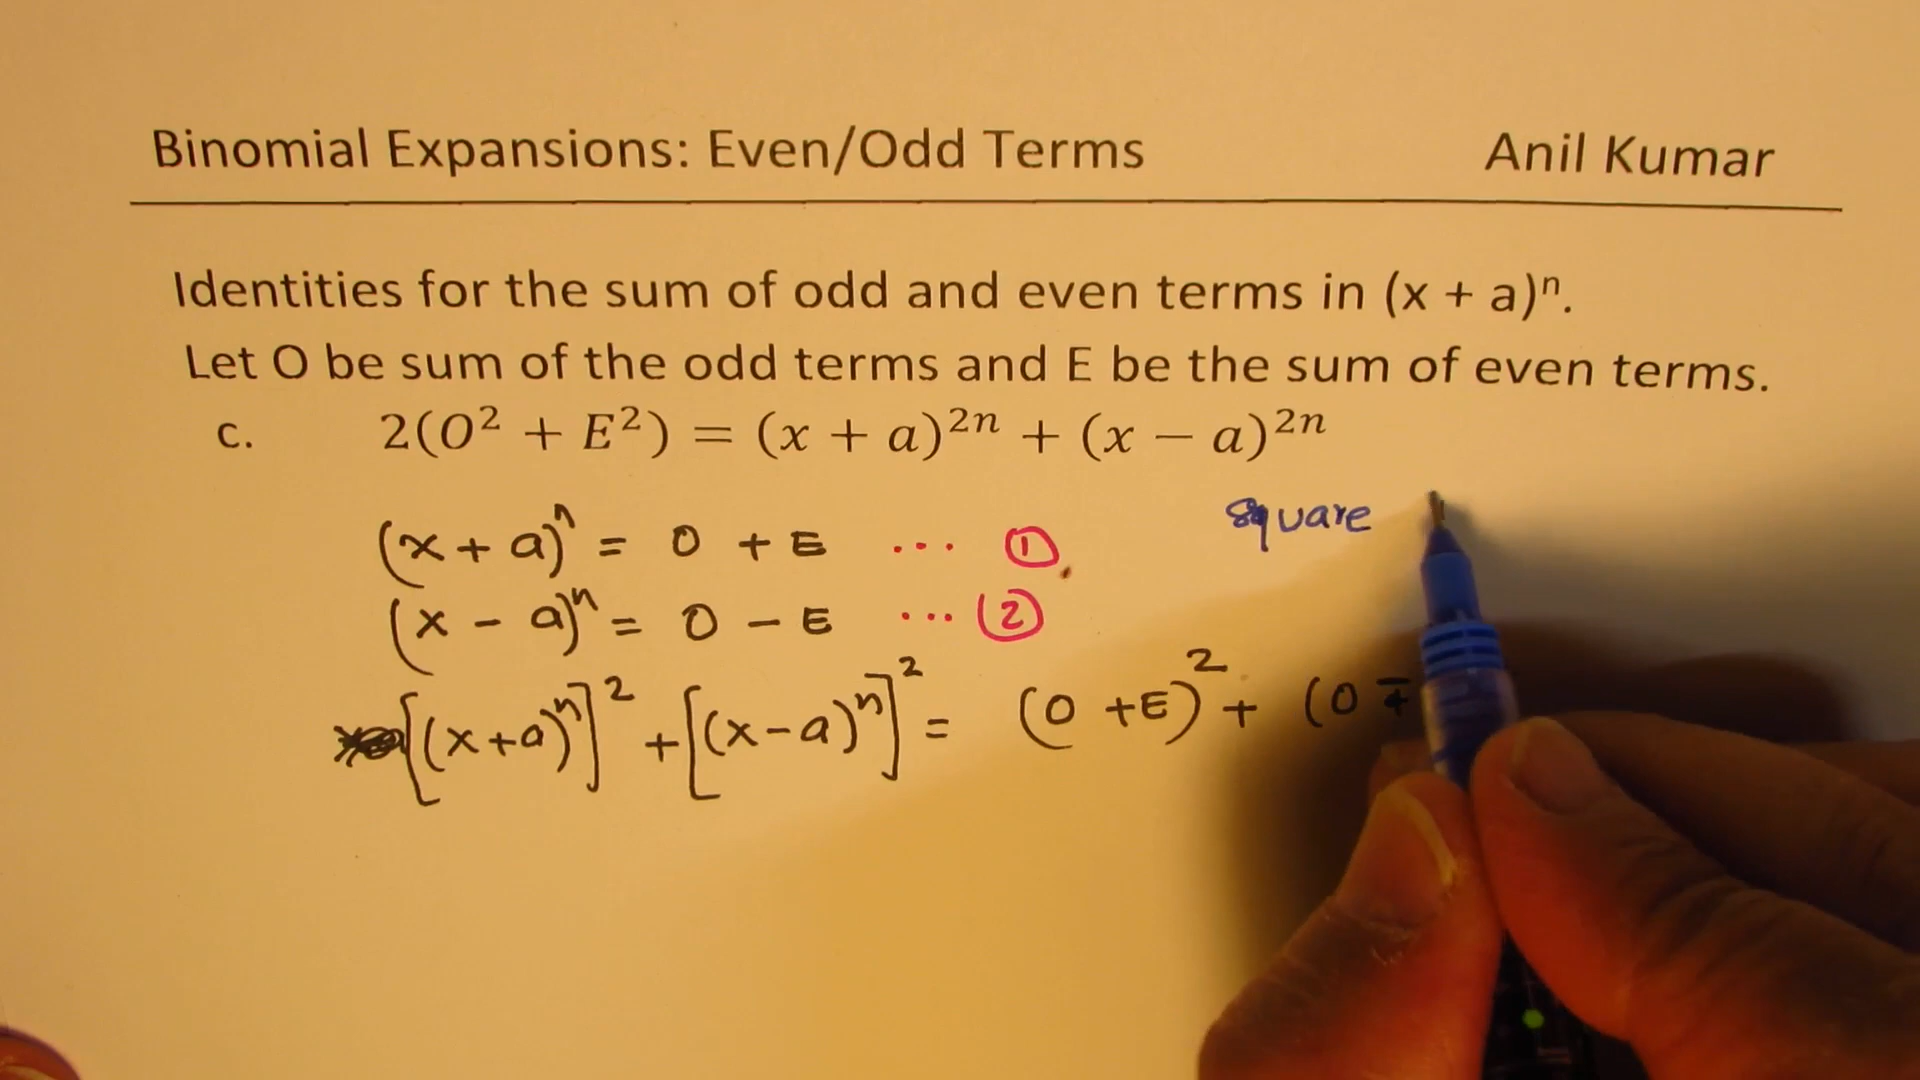 Binomial Expansions: Even/Odd Terms Anil Kumar
Identities for the sum of odd and even terms in (x + a)ⁿ.
Let O be sum of the odd terms and E be the sum of even terms.
c. 2(O² + E²) = (x + a)²ⁿ + (x − a)²ⁿ
(x + a)ⁿ = O + E ... ①
square
(x − a)ⁿ = O − E ... ②
[(x+a)ⁿ]² + [(x−a)ⁿ]² = (O + E)² + (O